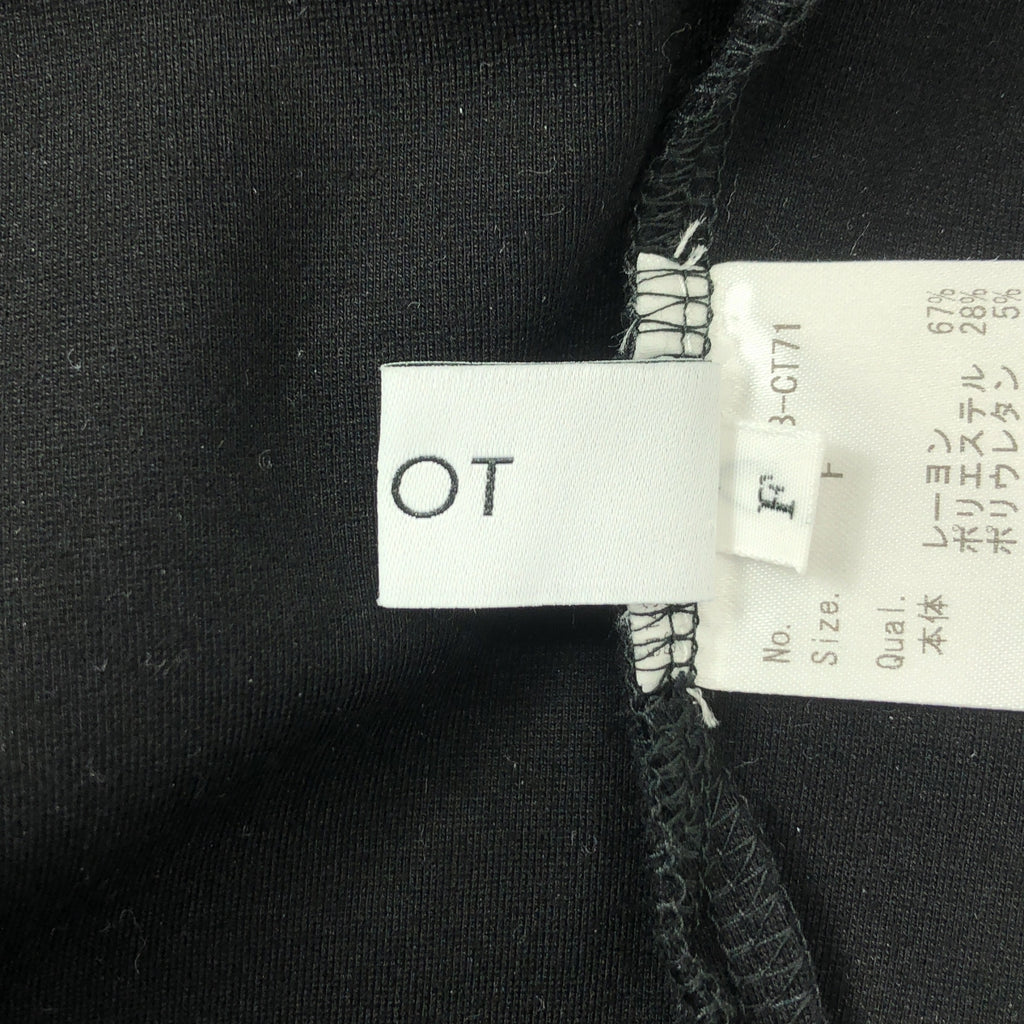 OT
F
No. 3-CT71
Size. F
Qual.
本体 レーヨン 67%
ポリエステル 28%
ポリウレタン 5%